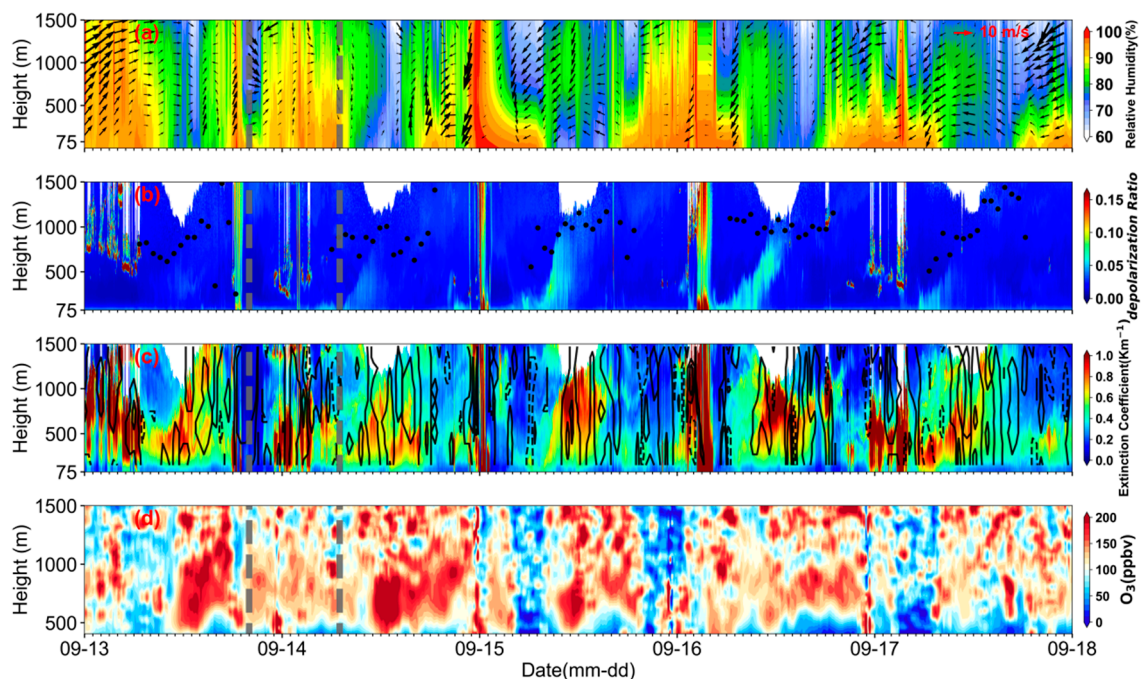 1500
1000
500
75
Height (m)
(a)
10 m/s
100
90
80
70
60
Relative Humidity(%)
1500
1000
500
75
Height (m)
(b)
0.15
0.10
0.05
0.00
depolarization Ratio
1500
1000
500
75
Height (m)
(c)
1.0
0.8
0.6
0.4
0.2
0.0
Extinction Coefficient(Km⁻¹)
1500
1000
500
Height (m)
(d)
200
150
100
50
0
O₃(ppbv)
09-13 09-14 09-15 09-16 09-17 09-18
Date(mm-dd)